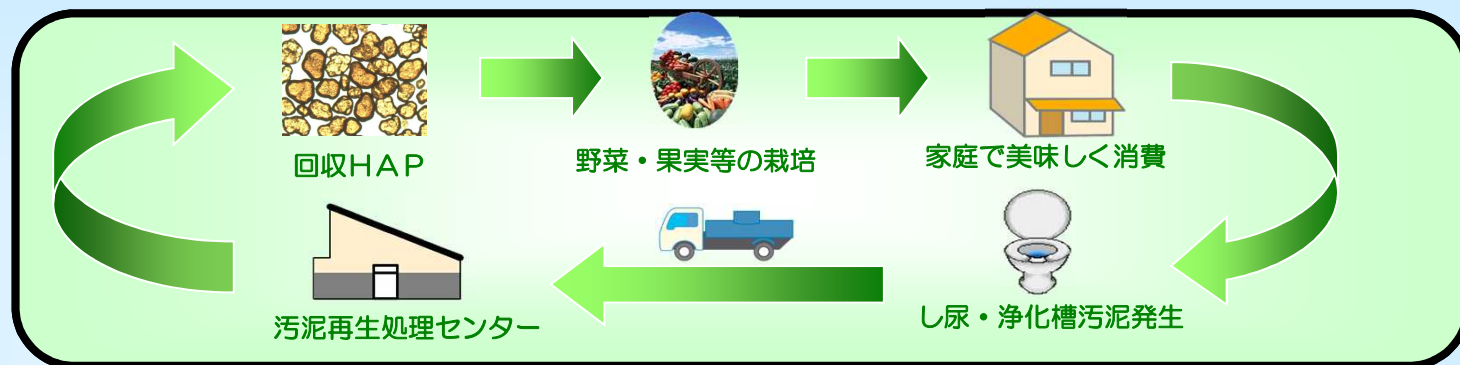 回収ＨＡＰ
野菜・果実等の栽培
家庭で美味しく消費
汚泥再生処理センター
し尿・浄化槽汚泥発生